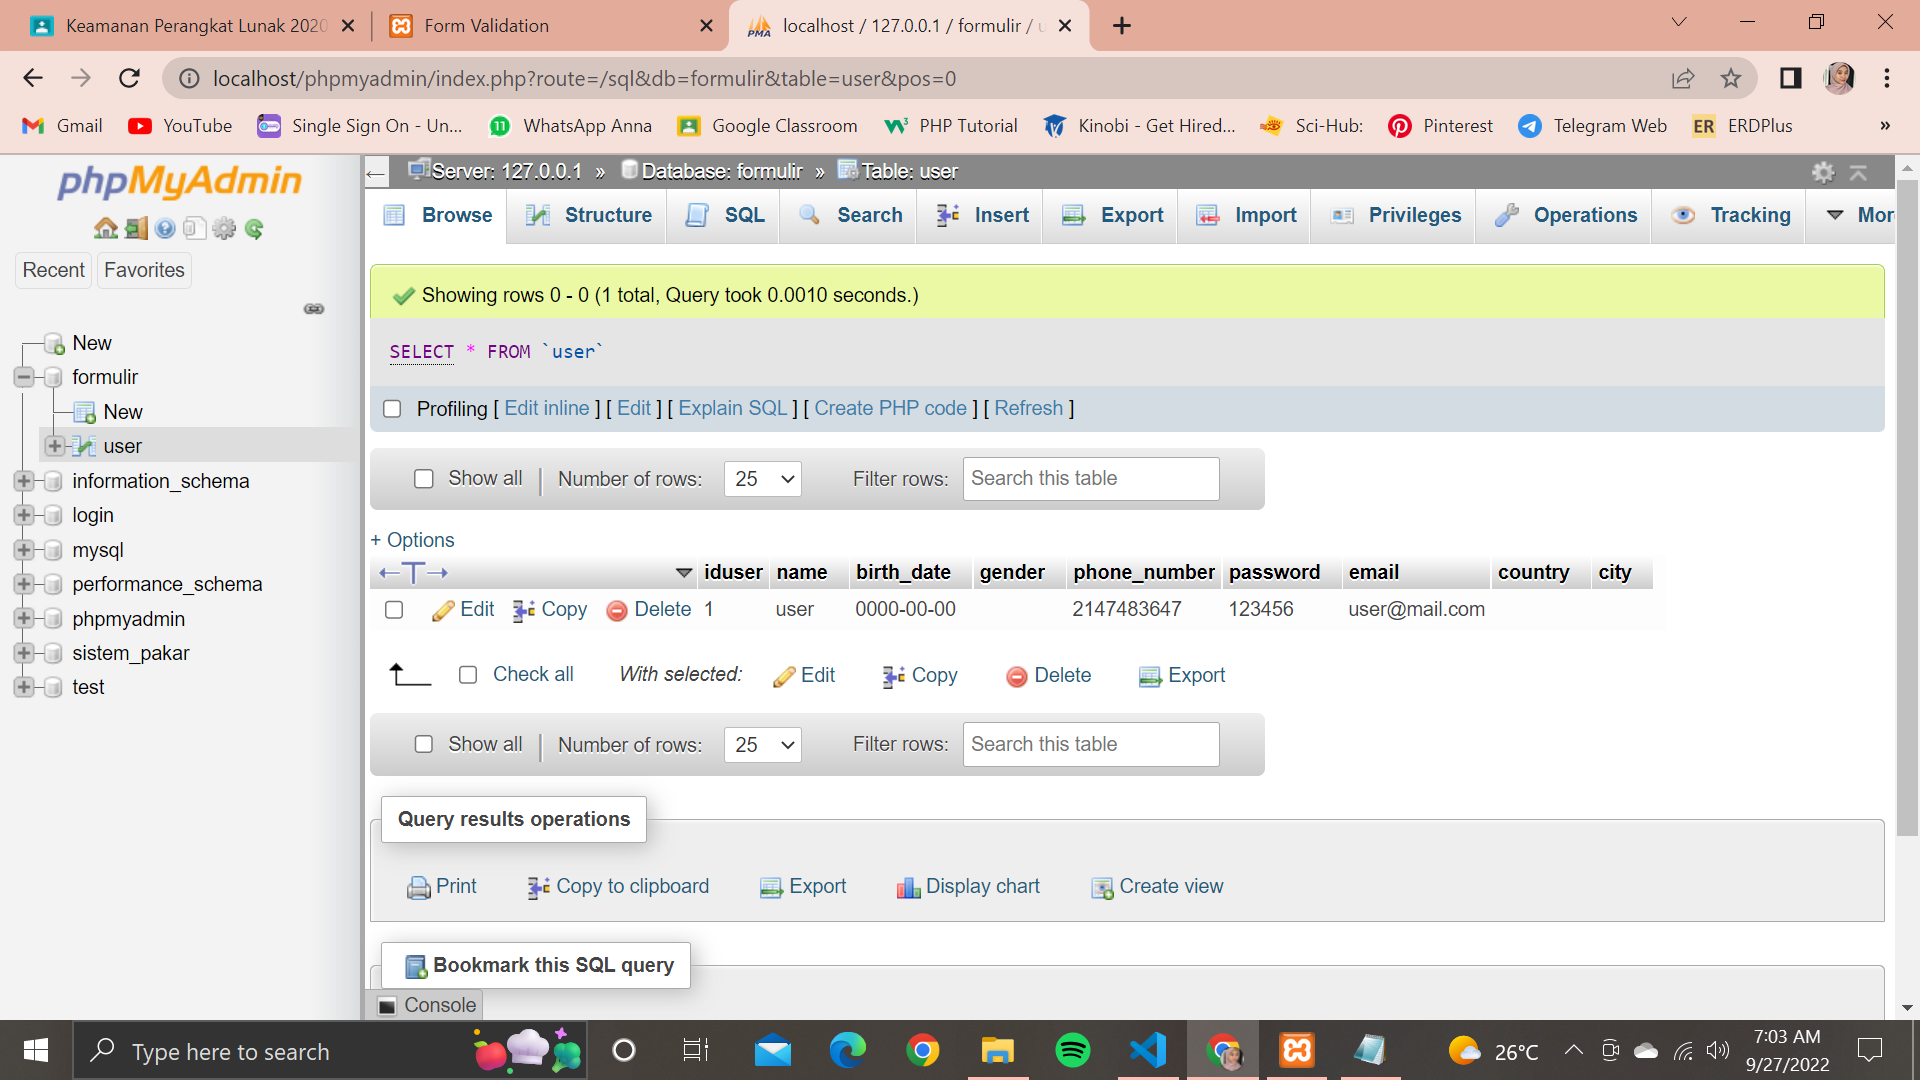 Keamanan Perangkat Lunak 2020
Form Validation
localhost / 127.0.0.1 / formulir / u
localhost/phpmyadmin/index.php?route=/sql&db=formulir&table=user&pos=0
Gmail
YouTube
Single Sign On - Un...
11
WhatsApp Anna
Google Classroom
PHP Tutorial
Kinobi - Get Hired...
Sci-Hub:
Pinterest
Telegram Web
ER
ERDPlus
»
phpMyAdmin
Recent
Favorites
New
formulir
New
user
information_schema
login
mysql
performance_schema
phpmyadmin
sistem_pakar
test
Server: 127.0.0.1 » Database: formulir » Table: user
Browse
Structure
SQL
Search
Insert
Export
Import
Privileges
Operations
Tracking
Mor
Showing rows 0 - 0 (1 total, Query took 0.0010 seconds.)
SELECT * FROM `user`
Profiling [ Edit inline ] [ Edit ] [ Explain SQL ] [ Create PHP code ] [ Refresh ]
Show all
Number of rows:
25
Filter rows:
Search this table
+ Options
←T→ iduser name birth_date gender phone_number password email country city
Edit Copy Delete 1 user 0000-00-00 2147483647 123456 user@mail.com
Check all
With selected:
Edit
Copy
Delete
Export
Show all
Number of rows:
25
Filter rows:
Search this table
Query results operations
Print
Copy to clipboard
Export
Display chart
Create view
Bookmark this SQL query
Console
Type here to search
26°C
7:03 AM
9/27/2022